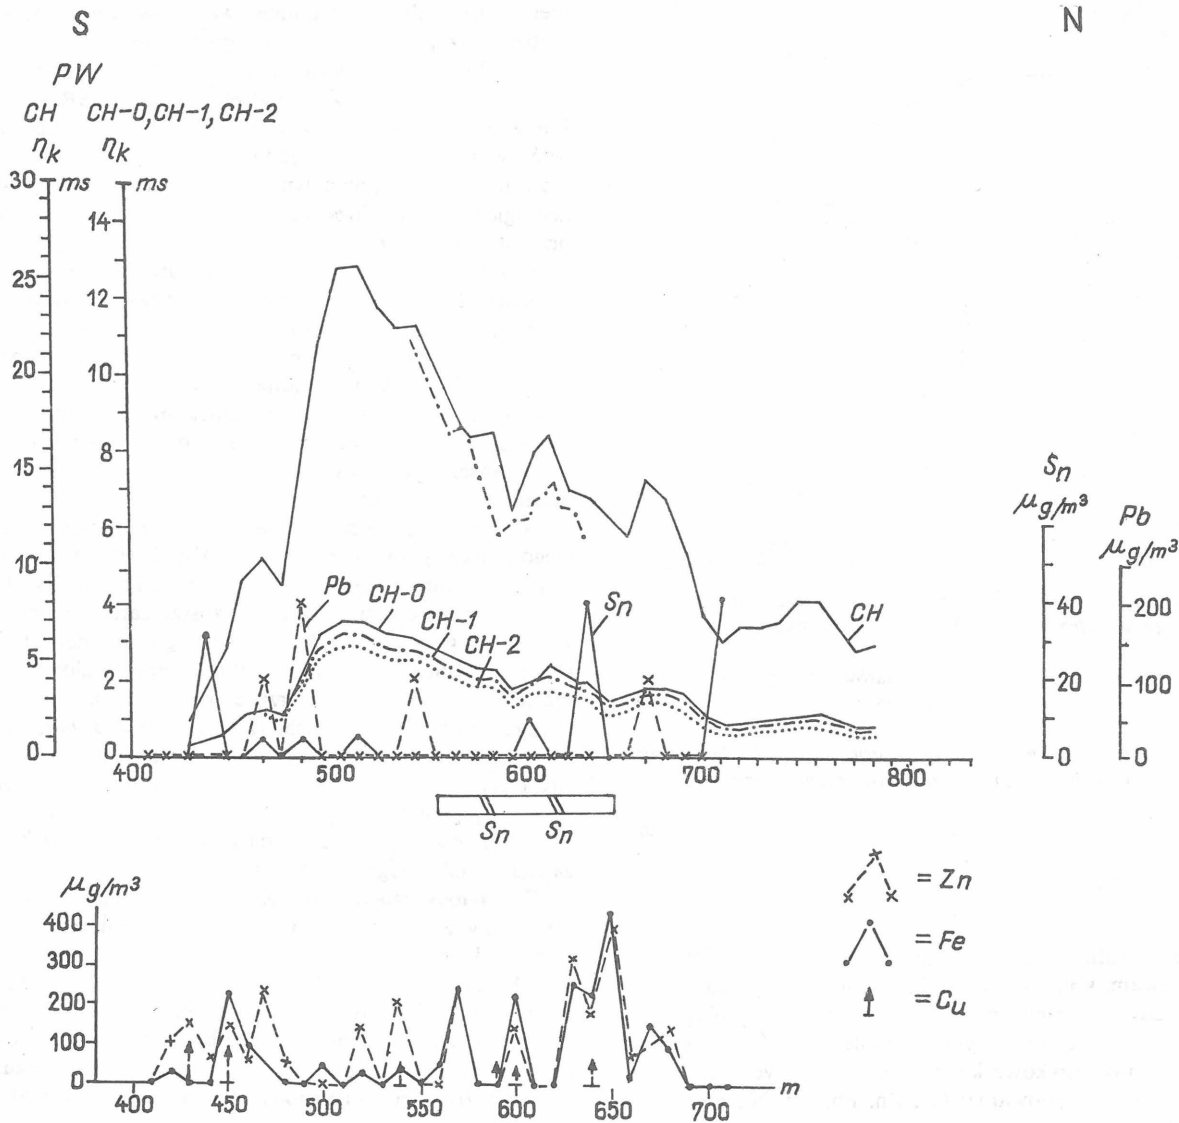 S N
PW
CH CH-0, CH-1, CH-2
ηk ηk
30 ms ms
14
25 12
20 10
8
15 Sn
μg/m³ Pb
6 μg/m³
10
Pb CH-0 Sn
4 CH-1 CH 40 200
CH-2
5
2 20 100
0 0 0 0
400 500 600 700 800
Sn Sn
μg/m³ = Zn
400
300 = Fe
200
100 = Cu
0 m
400 450 500 550 600 650 700